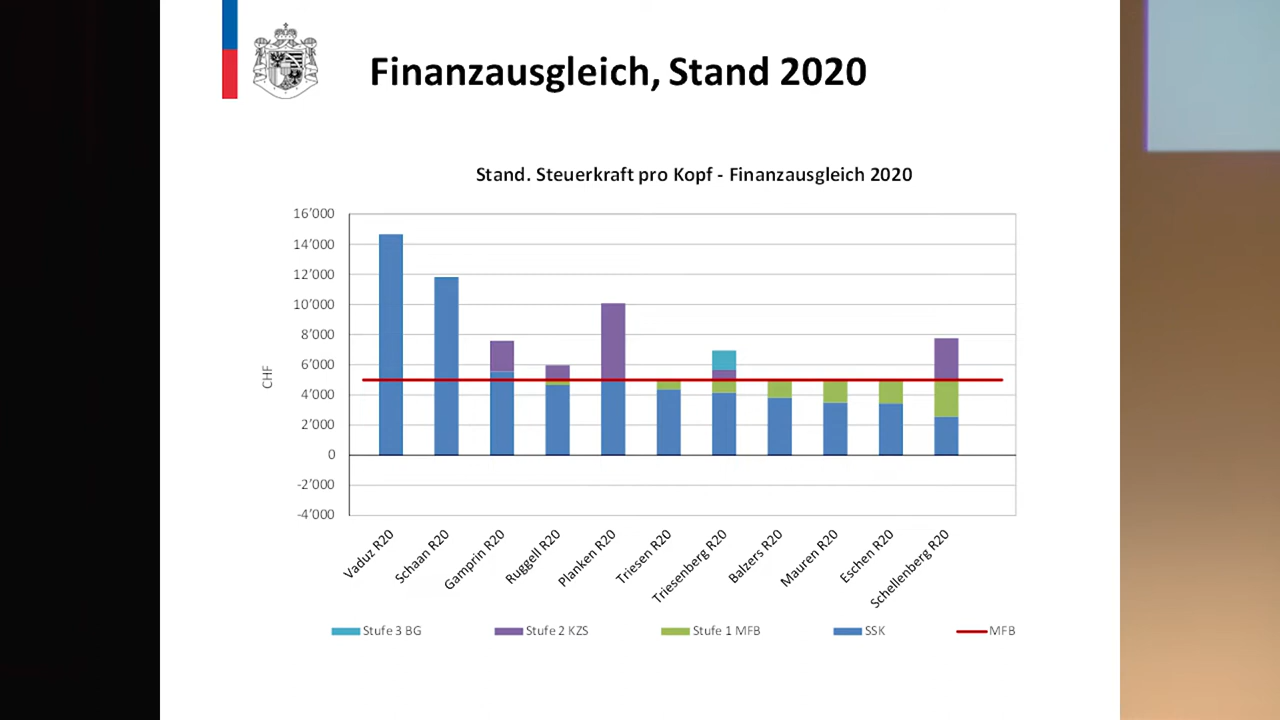 Finanzausgleich, Stand 2020
Stand. Steuerkraft pro Kopf - Finanzausgleich 2020
16’000
14’000
12’000
10’000
8’000
6’000
4’000
2’000
0
-2’000
-4’000
CHF
Vaduz R20
Schaan R20
Gamprin R20
Ruggell R20
Planken R20
Triesen R20
Triesenberg R20
Balzers R20
Mauren R20
Eschen R20
Schellenberg R20
Stufe 3 BG
Stufe 2 KZS
Stufe 1 MFB
SSK
MFB